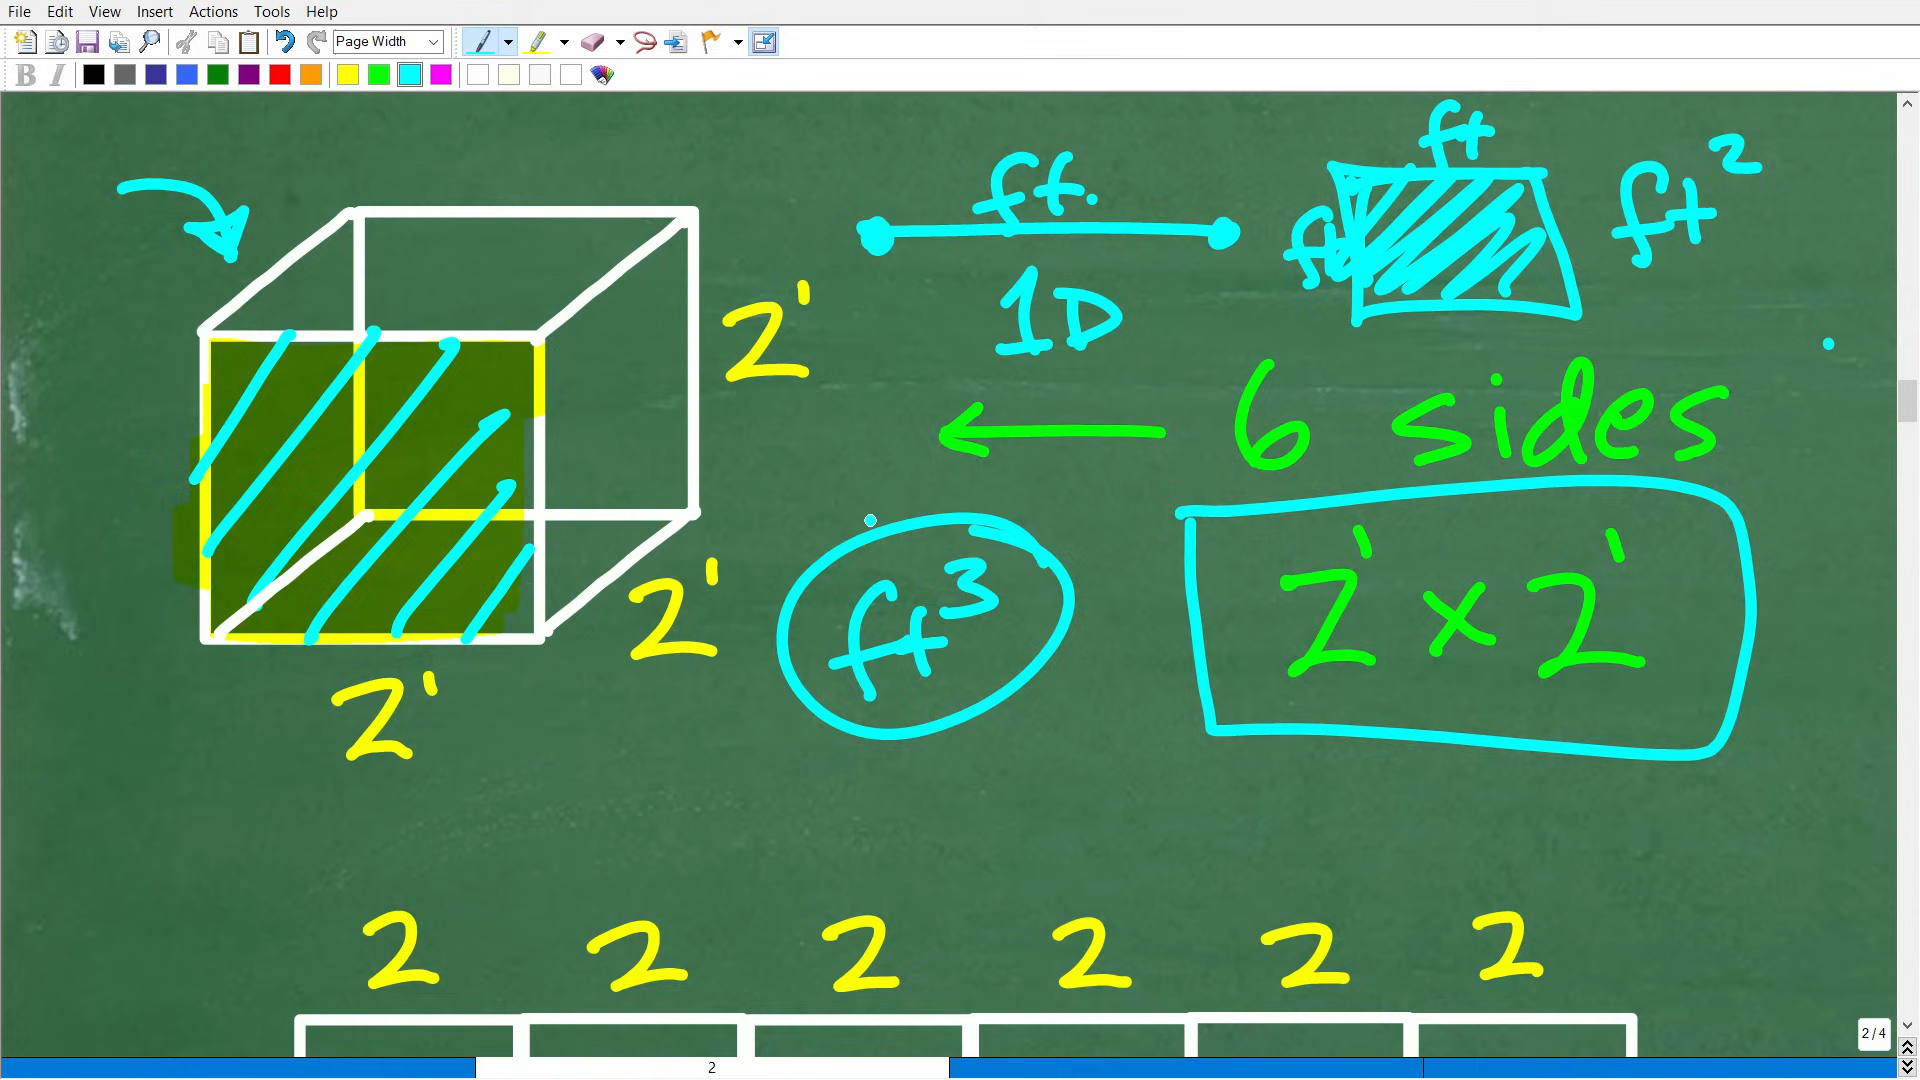 File Edit View Insert Actions Tools Help
Page Width
B I
ft
ft. ft ft²
1D
2'
6 sides
2'
ft³ 2' x 2'
2'
2 2 2 2 2 2
2 / 4
2